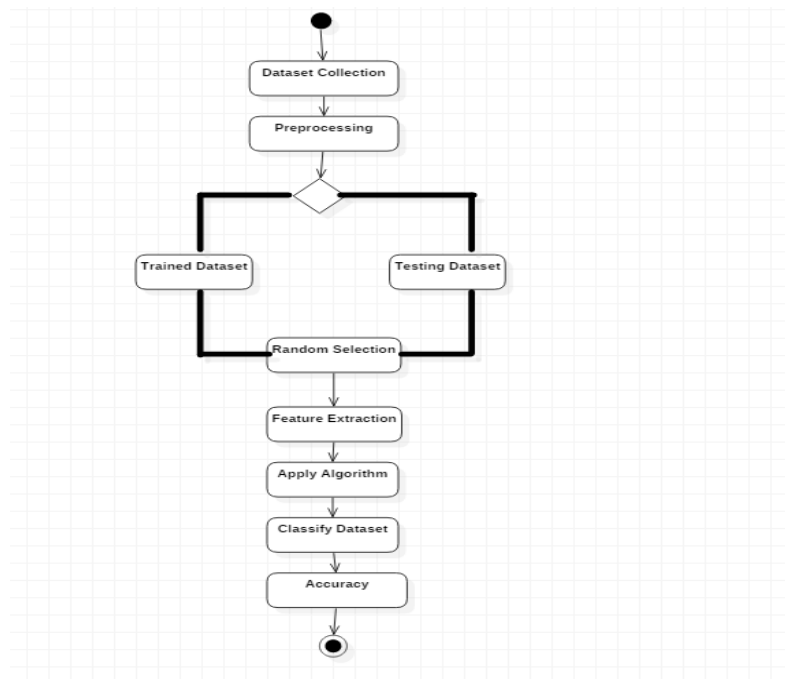 Dataset Collection
Preprocessing
Trained Dataset
Testing Dataset
Random Selection
Feature Extraction
Apply Algorithm
Classify Dataset
Accuracy